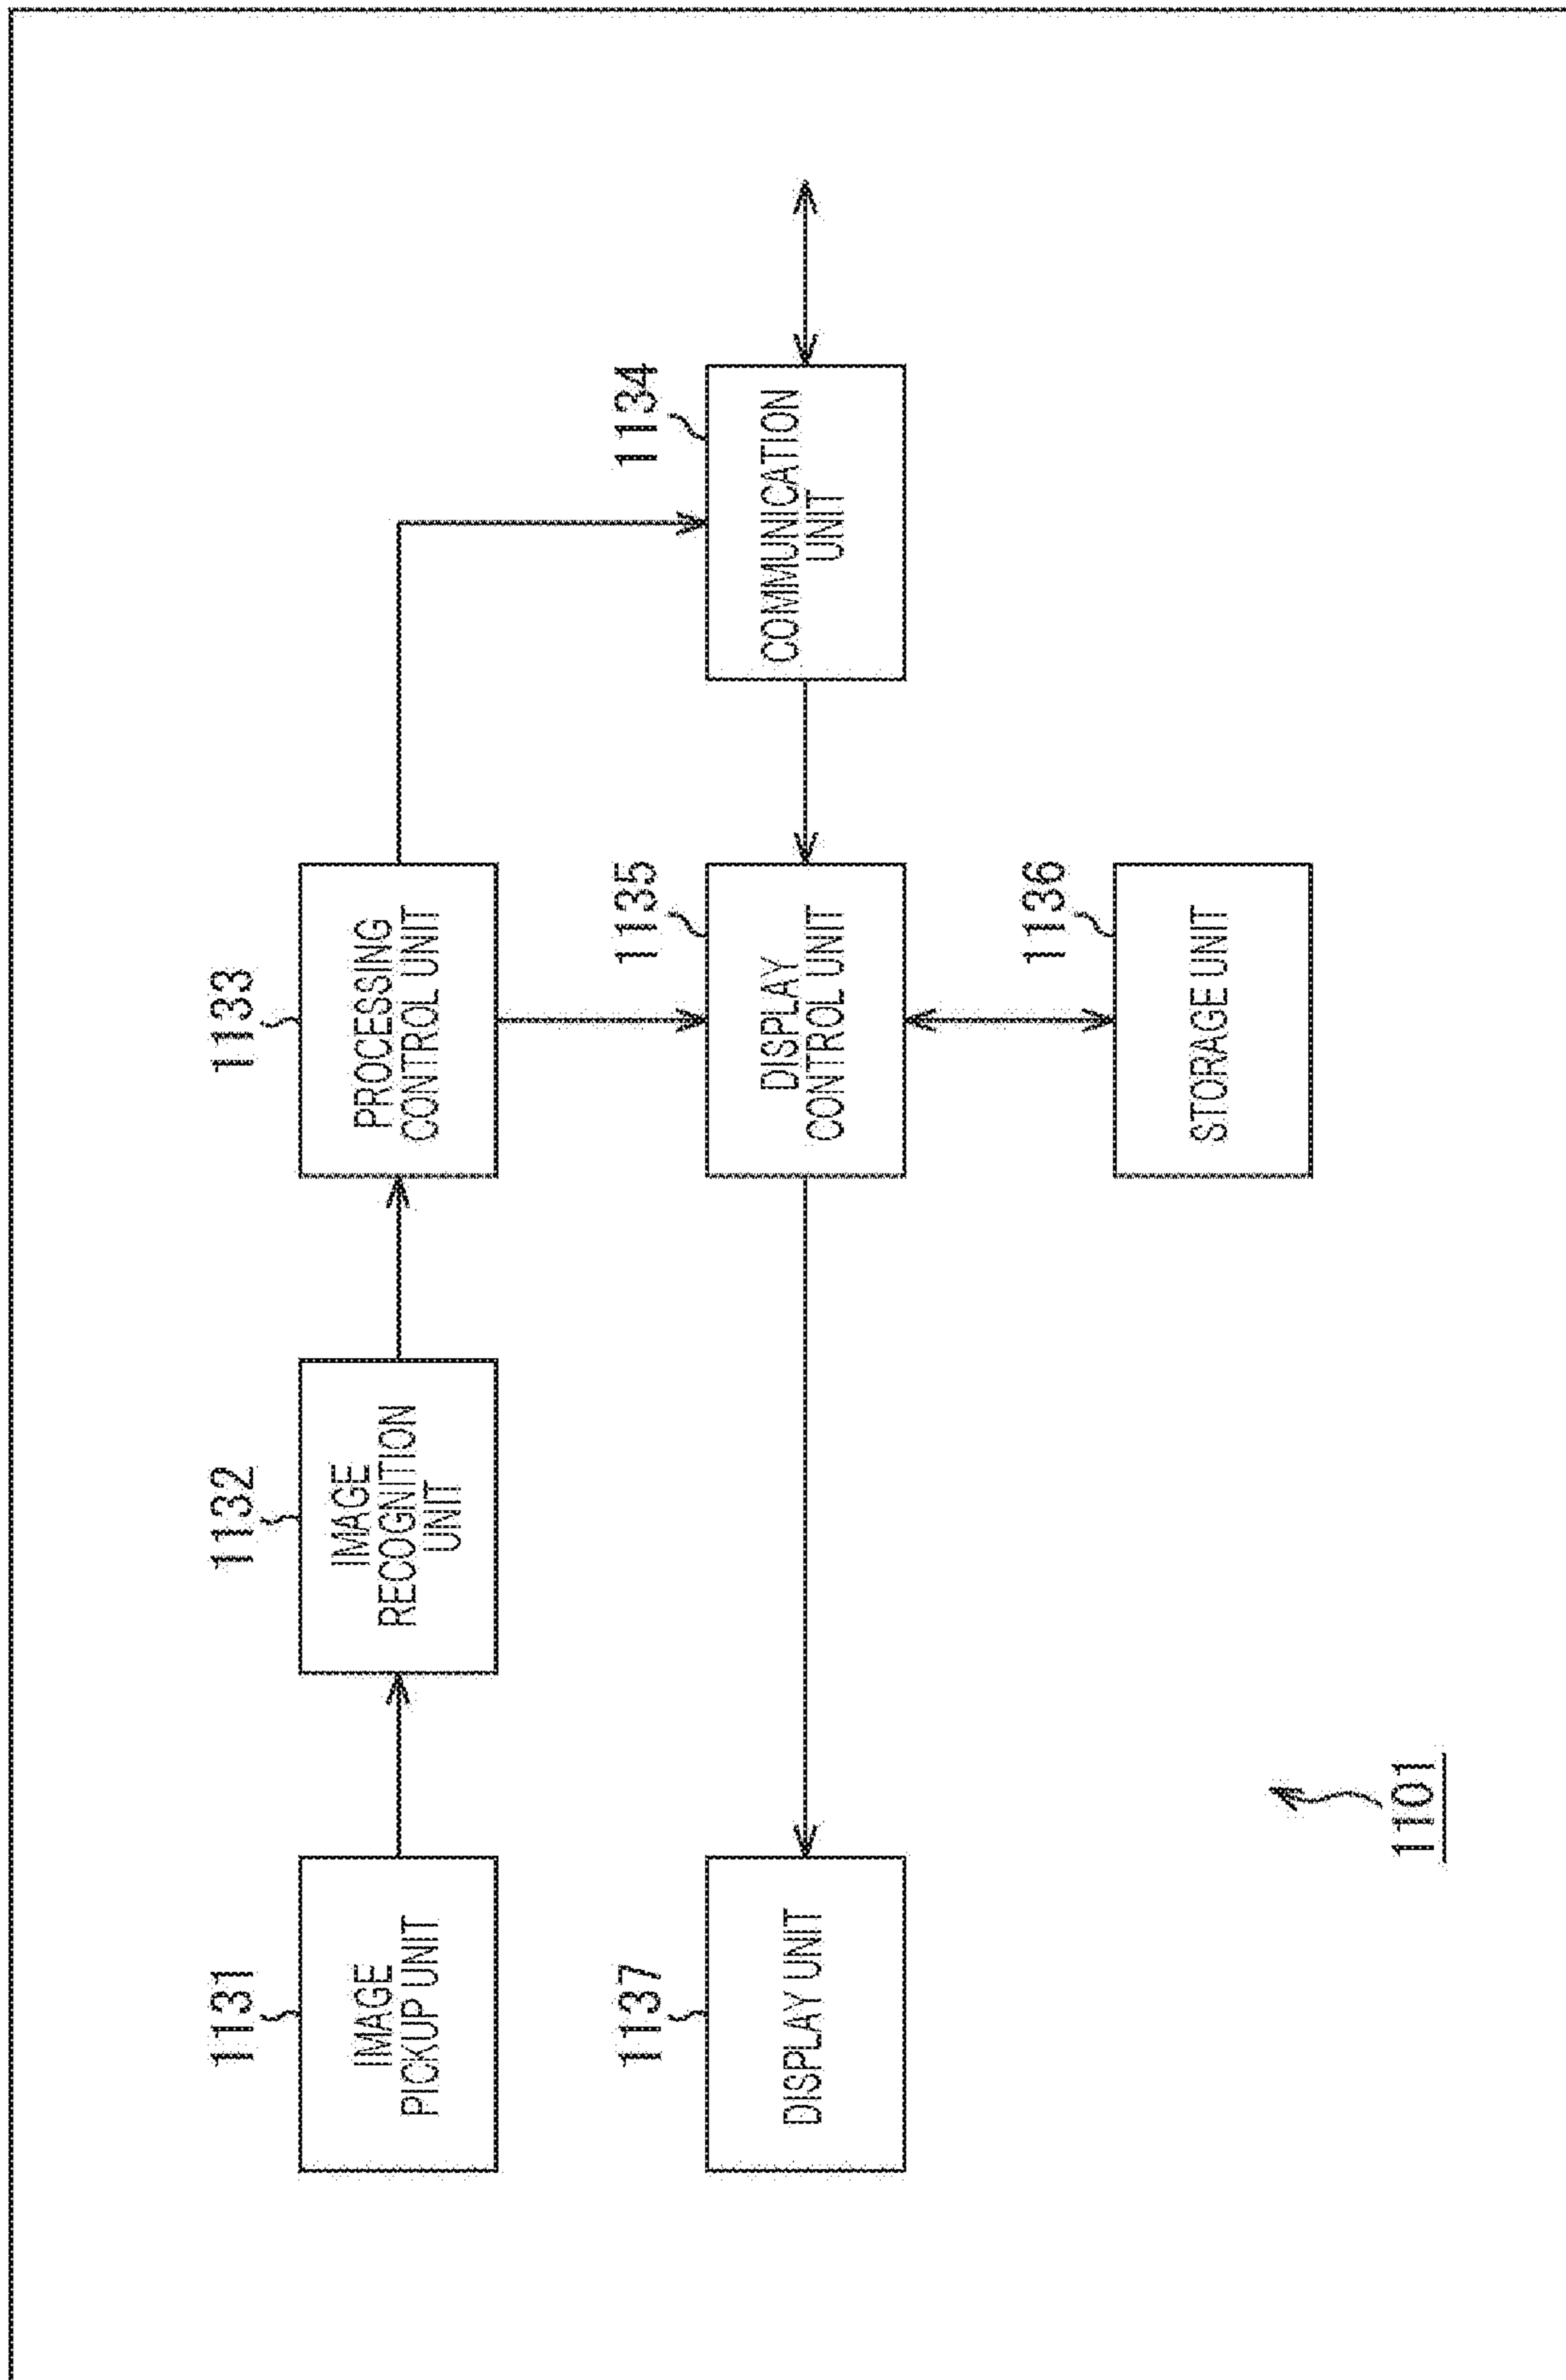 1131
IMAGE
PICKUP UNIT
1132
IMAGE
RECOGNITION
UNIT
1133
PROCESSING
CONTROL UNIT
1134
COMMUNICATION
UNIT
1137
DISPLAY UNIT
1135
DISPLAY
CONTROL UNIT
1136
STORAGE UNIT
1101